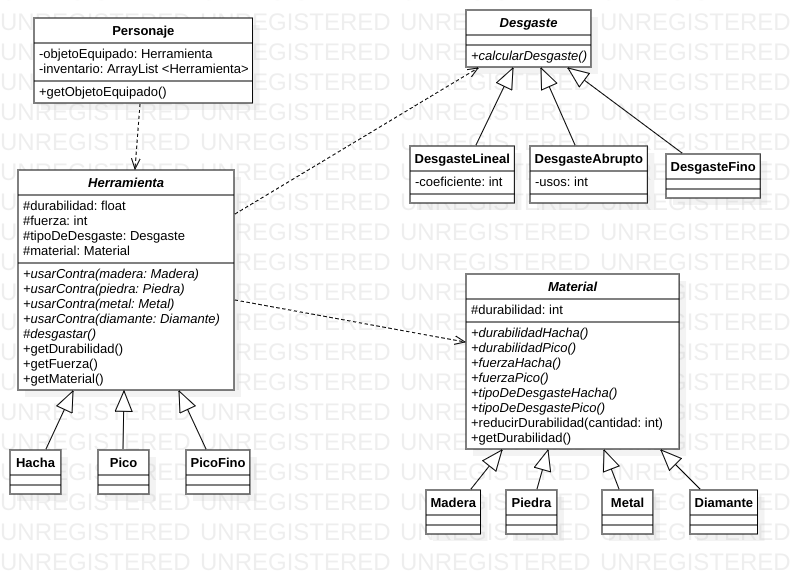 Personaje
-objetoEquipado: Herramienta
-inventario: ArrayList <Herramienta>
+getObjetoEquipado()
Desgaste
+calcularDesgaste()
DesgasteLineal
-coeficiente: int
DesgasteAbrupto
-usos: int
DesgasteFino
Herramienta
#durabilidad: float
#fuerza: int
#tipoDeDesgaste: Desgaste
#material: Material
+usarContra(madera: Madera)
+usarContra(piedra: Piedra)
+usarContra(metal: Metal)
+usarContra(diamante: Diamante)
#desgastar()
+getDurabilidad()
+getFuerza()
+getMaterial()
Material
#durabilidad: int
+durabilidadHacha()
+durabilidadPico()
+fuerzaHacha()
+fuerzaPico()
+tipoDeDesgasteHacha()
+tipoDeDesgastePico()
+reducirDurabilidad(cantidad: int)
+getDurabilidad()
Hacha
Pico
PicoFino
Madera
Piedra
Metal
Diamante
UNREGISTERED UNREGISTERED UNREGISTERED UNREGISTERED